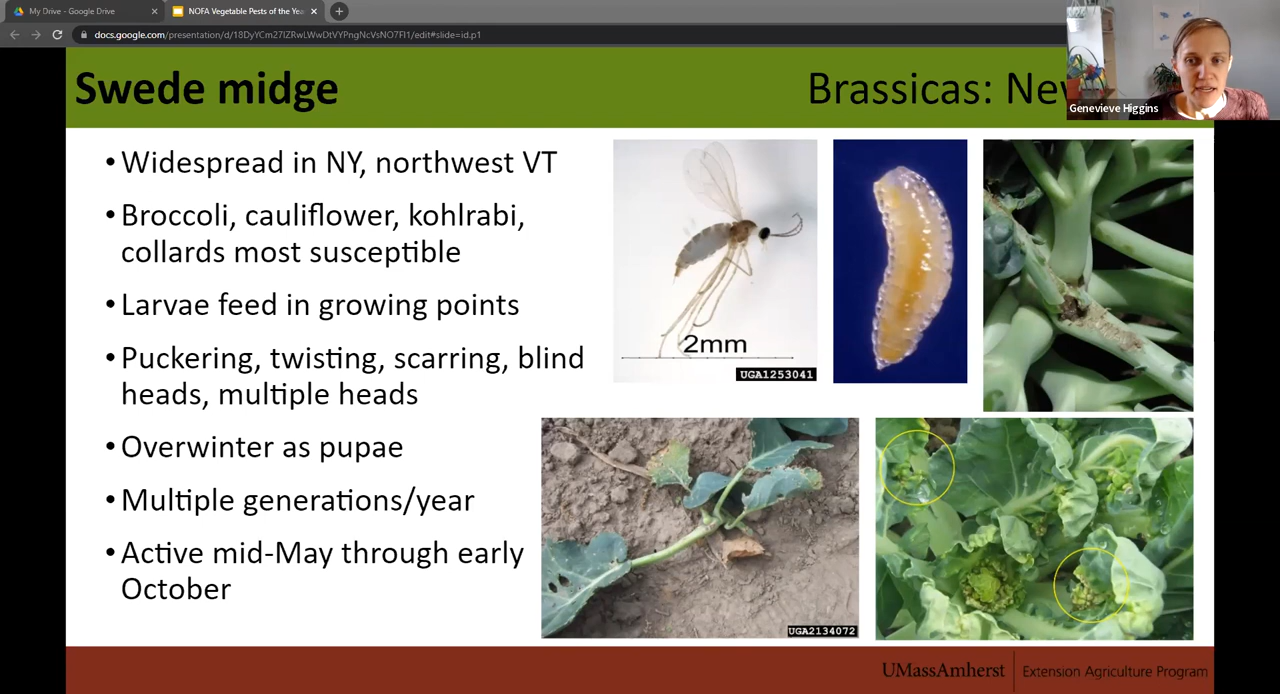 My Drive - Google Drive
NOFA Vegetable Pests of the Yea
docs.google.com/presentation/d/18DyYCm27IZRwLWwDtVYPngNcVsNO7FI1/edit#slide=id.p1
Genevieve Higgins
Swede midge
Brassicas: Nev
• Widespread in NY, northwest VT
• Broccoli, cauliflower, kohlrabi,
collards most susceptible
• Larvae feed in growing points
• Puckering, twisting, scarring, blind
heads, multiple heads
• Overwinter as pupae
• Multiple generations/year
• Active mid-May through early
October
2mm
UGA1253041
UGA2134072
UMassAmherst
Extension Agriculture Program